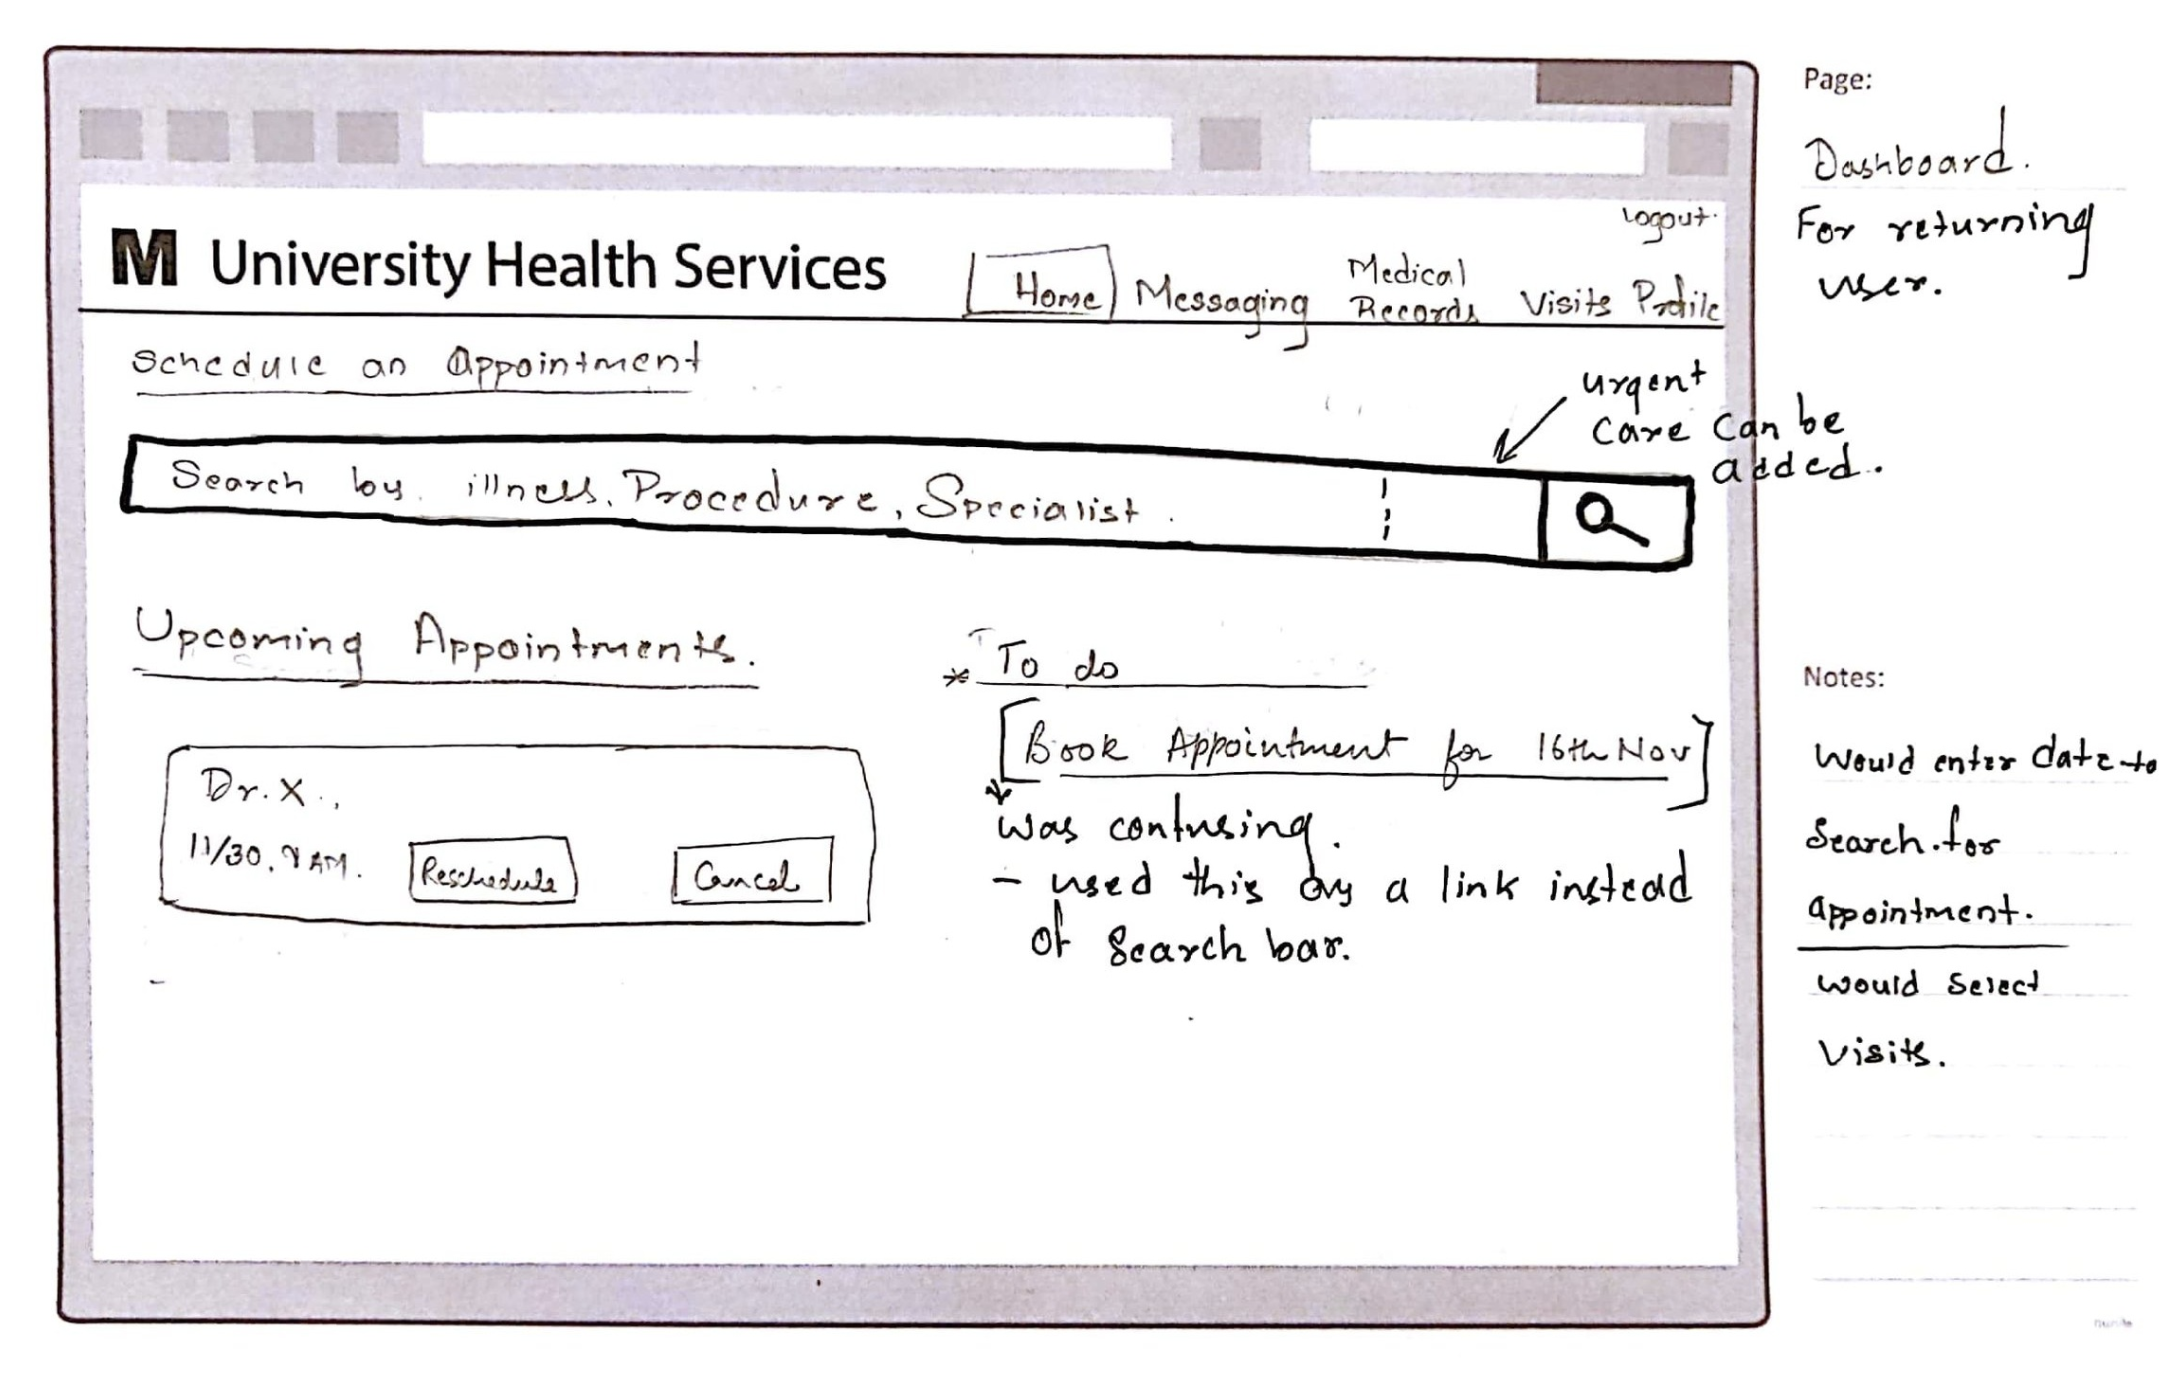 Page:
Dashboard.
For returning
user.
Logout.
M University Health Services
Home Messaging Medical Records Visits Profile
Schedule an Appointment
urgent
care can be
added.
Search by illness, Procedure, Specialist.
Upcoming Appointments.
* To do
[Book Appointment for 16th Nov]
Dr. X.,
11/30, 9 AM. Reschedule Cancel
was confusing.
- used this as a link instead
of search bar.
Notes:
Would enter date to
search for
appointment.
would select
visits.